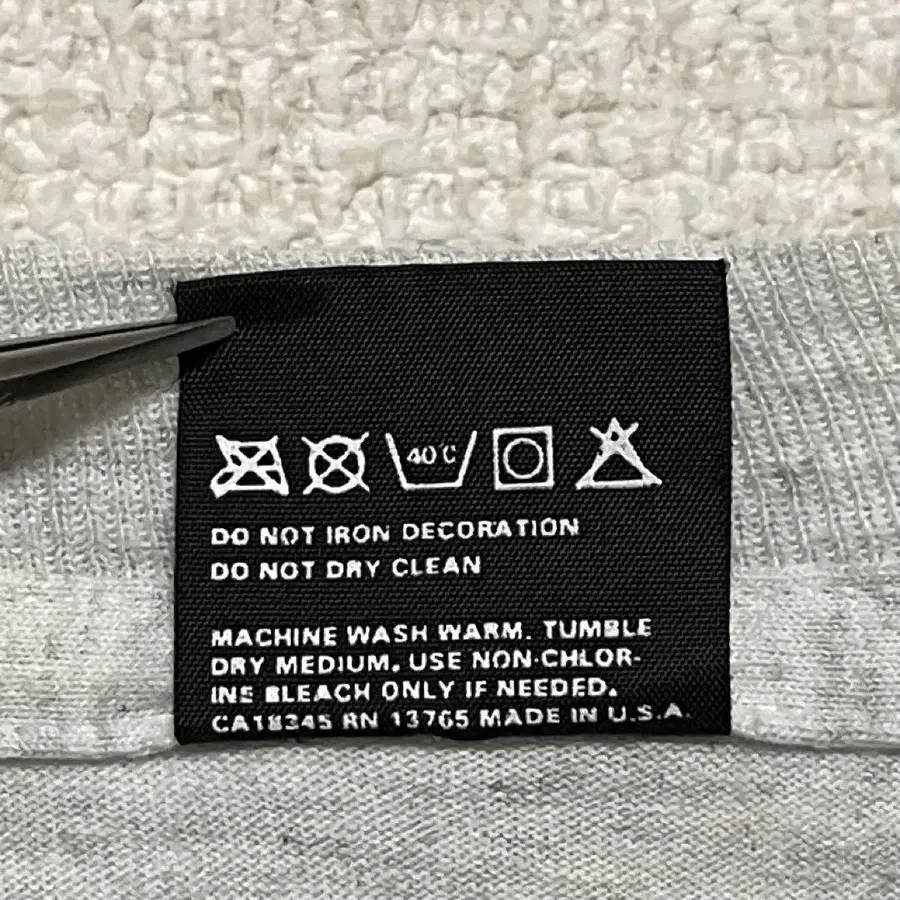 40°C
DO NOT IRON DECORATION
DO NOT DRY CLEAN
MACHINE WASH WARM. TUMBLE
DRY MEDIUM. USE NON-CHLOR-
INE BLEACH ONLY IF NEEDED.
CA18345 RN 13765 MADE IN U.S.A.